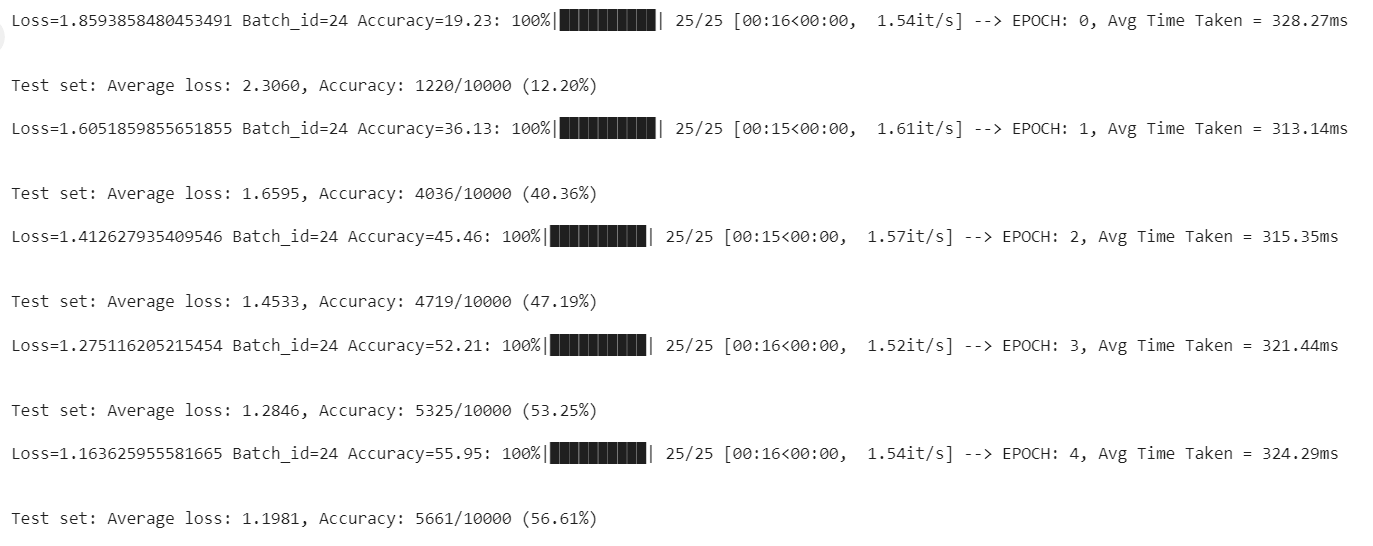 Loss=1.8593858480453491 Batch_id=24 Accuracy=19.23: 100%|██████████| 25/25 [00:16<00:00,  1.54it/s] --> EPOCH: 0, Avg Time Taken = 328.27ms
Test set: Average loss: 2.3060, Accuracy: 1220/10000 (12.20%)
Loss=1.6051859855651855 Batch_id=24 Accuracy=36.13: 100%|██████████| 25/25 [00:15<00:00,  1.61it/s] --> EPOCH: 1, Avg Time Taken = 313.14ms
Test set: Average loss: 1.6595, Accuracy: 4036/10000 (40.36%)
Loss=1.412627935409546 Batch_id=24 Accuracy=45.46: 100%|██████████| 25/25 [00:15<00:00,  1.57it/s] --> EPOCH: 2, Avg Time Taken = 315.35ms
Test set: Average loss: 1.4533, Accuracy: 4719/10000 (47.19%)
Loss=1.275116205215454 Batch_id=24 Accuracy=52.21: 100%|██████████| 25/25 [00:16<00:00,  1.52it/s] --> EPOCH: 3, Avg Time Taken = 321.44ms
Test set: Average loss: 1.2846, Accuracy: 5325/10000 (53.25%)
Loss=1.163625955581665 Batch_id=24 Accuracy=55.95: 100%|██████████| 25/25 [00:16<00:00,  1.54it/s] --> EPOCH: 4, Avg Time Taken = 324.29ms
Test set: Average loss: 1.1981, Accuracy: 5661/10000 (56.61%)